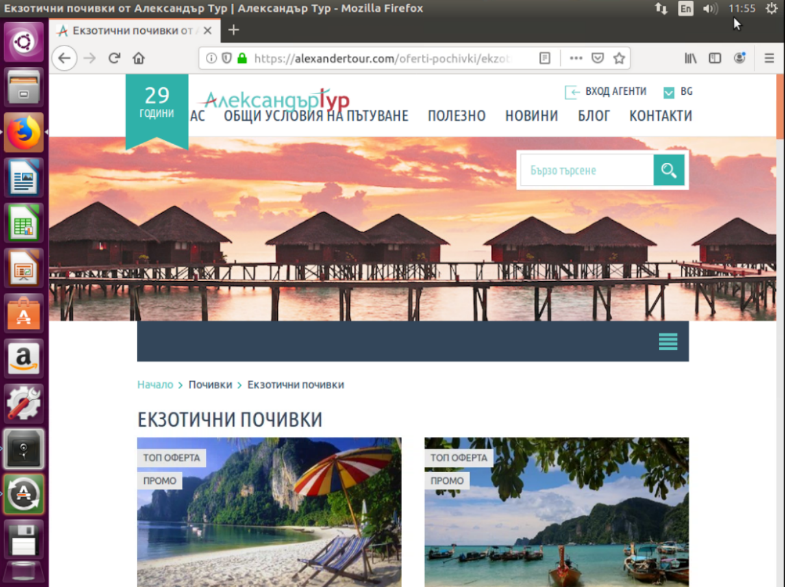 Екзотични почивки от Александър Тур | Александър Тур - Mozilla Firefox
En
11:55
Екзотични почивки от А
https://alexandertour.com/oferti-pochivki/ekzot
29
ГОДИНИ
АлександърТур
ВХОД АГЕНТИ
BG
АС
ОБЩИ УСЛОВИЯ НА ПЪТУВАНЕ
ПОЛЕЗНО
НОВИНИ
БЛОГ
КОНТАКТИ
Бързо търсене
Начало > Почивки > Екзотични почивки
ЕКЗОТИЧНИ ПОЧИВКИ
ТОП ОФЕРТА
ПРОМО
ТОП ОФЕРТА
ПРОМО